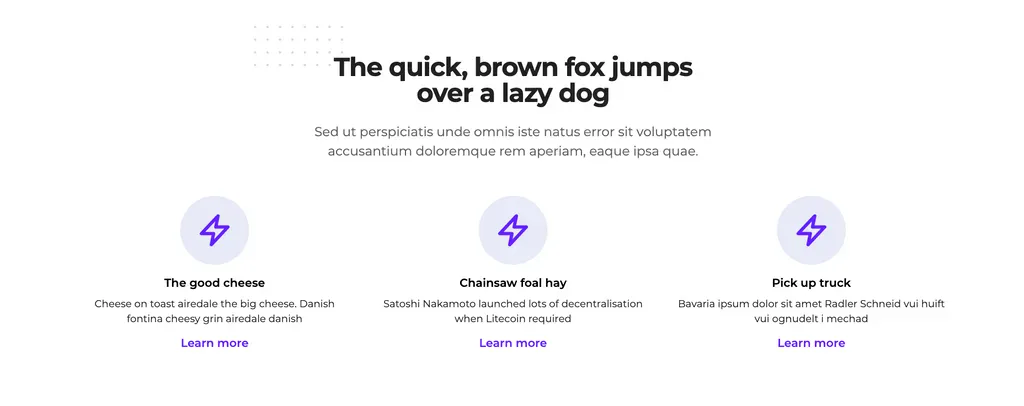 The quick, brown fox jumps
over a lazy dog
Sed ut perspiciatis unde omnis iste natus error sit voluptatem
accusantium doloremque rem aperiam, eaque ipsa quae.
The good cheese
Cheese on toast airedale the big cheese. Danish
fontina cheesy grin airedale danish
Learn more
Chainsaw foal hay
Satoshi Nakamoto launched lots of decentralisation
when Litecoin required
Learn more
Pick up truck
Bavaria ipsum dolor sit amet Radler Schneid vui huift
vui ognudelt i mechad
Learn more